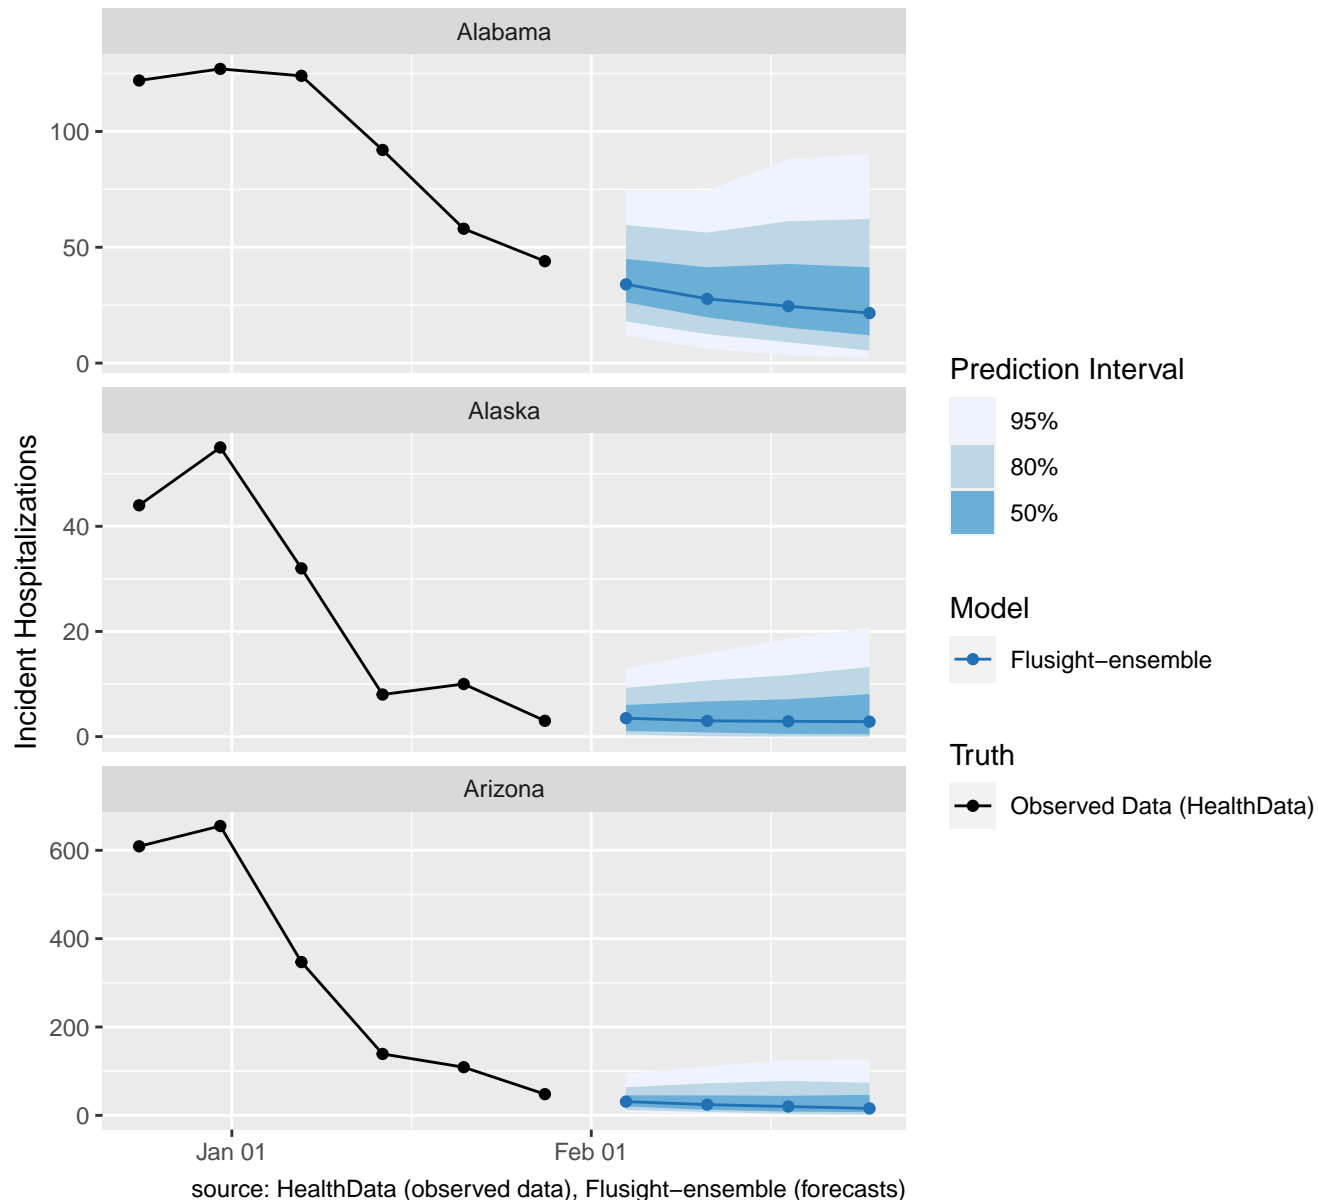 Alabama
100
50
0
Alaska
40
20
0
Arizona
600
400
200
0
Jan 01
Feb 01
Incident Hospitalizations
source: HealthData (observed data), Flusight−ensemble (forecasts)
Prediction Interval
95%
80%
50%
Model
Flusight−ensemble
Truth
Observed Data (HealthData)